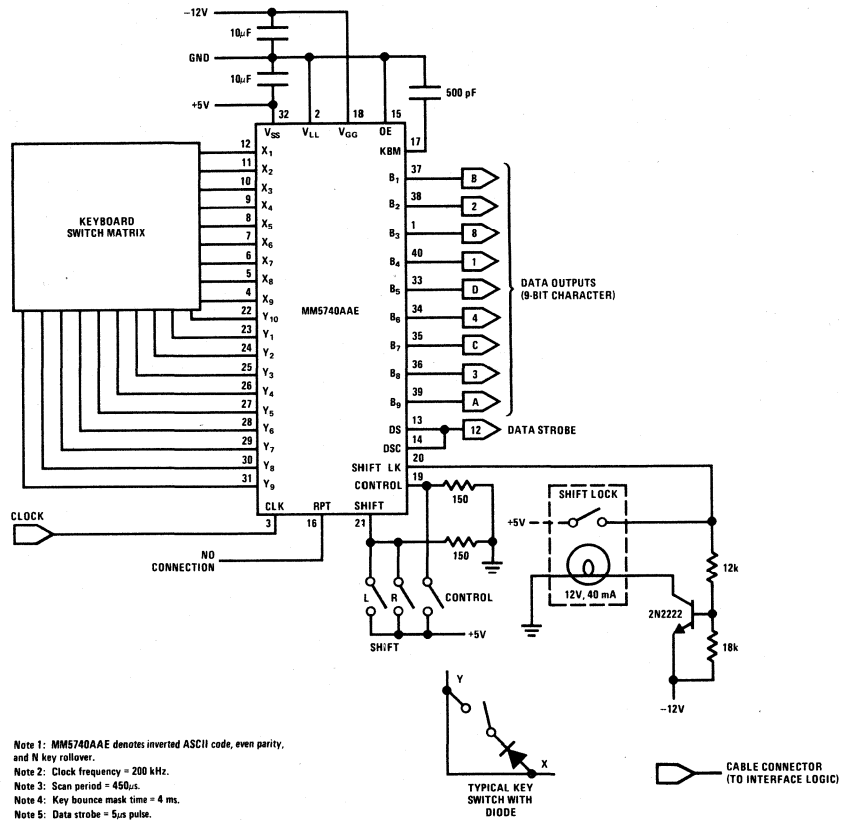 −12V
10μF
GND
10μF
+5V
32 2 18 15
500 pF
VSS VLL VGG OE
KBM 17
KEYBOARD
SWITCH MATRIX
12 X1
11 X2
10 X3
9 X4
8 X5
7 X6
6 X7
5 X8
4 X9
22 Y10
23 Y1
24 Y2
25 Y3
26 Y4
27 Y5
28 Y6
29 Y7
30 Y8
31 Y9
MM5740AAE
B1 37 B
B2 38 2
B3 1 8
B4 40 1
B5 33 D
B6 34 4
B7 35 C
B8 36 3
B9 39 A
DATA OUTPUTS
(9-BIT CHARACTER)
DS 13 12 DATA STROBE
DSC 14
SHIFT LK 20
CONTROL 19
150
150
CLK RPT SHIFT
3 16 21
CLOCK
NO
CONNECTION
L R CONTROL
+5V
SHIFT
SHIFT LOCK
+5V
12V, 40 mA
12k
2N2222
18k
−12V
Y
X
TYPICAL KEY
SWITCH WITH
DIODE
CABLE CONNECTOR
(TO INTERFACE LOGIC)
Note 1: MM5740AAE denotes inverted ASCII code, even parity,
and N key rollover.
Note 2: Clock frequency = 200 kHz.
Note 3: Scan period = 450μs.
Note 4: Key bounce mask time = 4 ms.
Note 5: Data strobe = 5μs pulse.